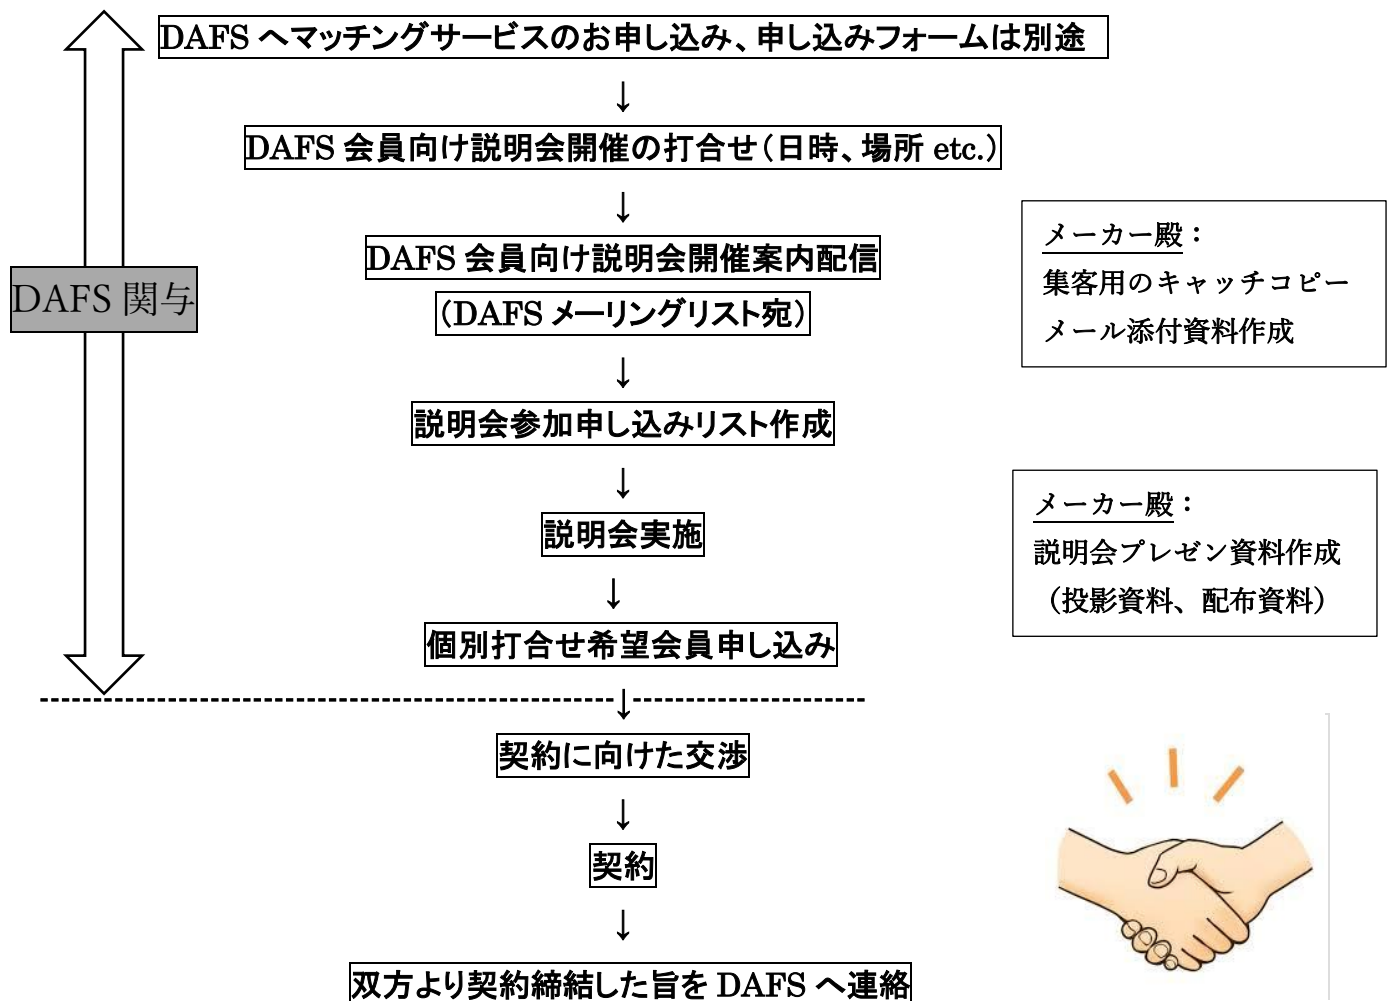 DAFS へマッチングサービスのお申し込み、申し込みフォームは別途
↓
DAFS 会員向け説明会開催の打合せ（日時、場所 etc.）
↓
DAFS 会員向け説明会開催案内配信
（DAFS メーリングリスト宛）
↓
説明会参加申し込みリスト作成
↓
説明会実施
↓
個別打合せ希望会員申し込み
↓
契約に向けた交渉
↓
契約
↓
双方より契約締結した旨を DAFS へ連絡
DAFS 関与
メーカー殿：
集客用のキャッチコピー
メール添付資料作成
メーカー殿：
説明会プレゼン資料作成
（投影資料、配布資料）